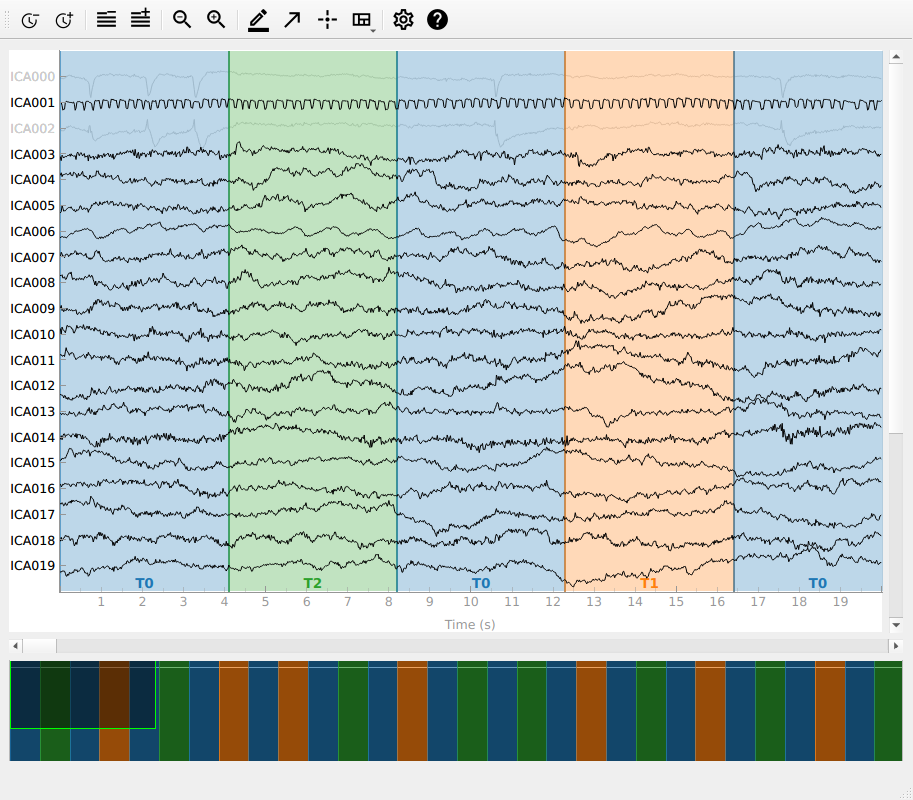 ICA000
ICA001
ICA002
ICA003
ICA004
ICA005
ICA006
ICA007
ICA008
ICA009
ICA010
ICA011
ICA012
ICA013
ICA014
ICA015
ICA016
ICA017
ICA018
ICA019
T0 T2 T0 T1 T0
1 2 3 4 5 6 7 8 9 10 11 12 13 14 15 16 17 18 19
Time (s)